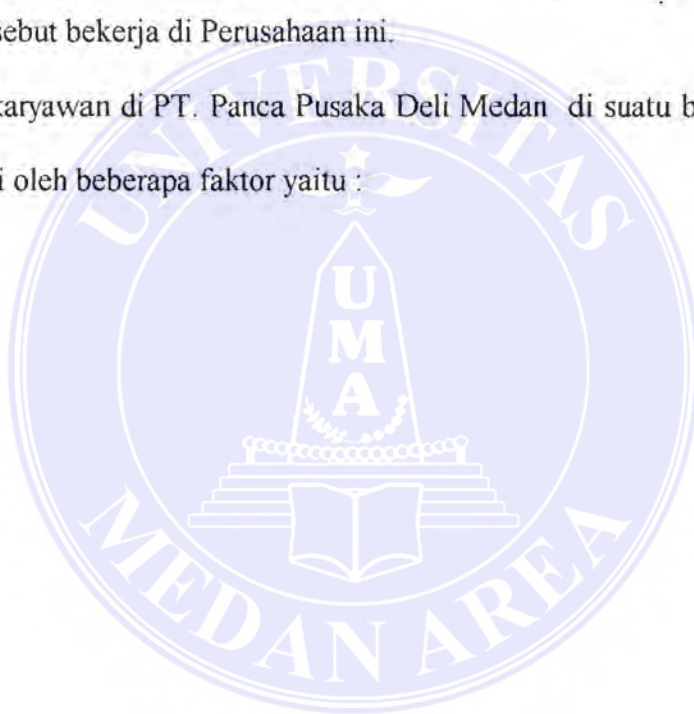 sebut bekerja di Perusahaan ini.
karyawan di PT. Panca Pusaka Deli Medan di suatu b
i oleh beberapa faktor yaitu :
UNIVERSITAS
U
M
A
MEDAN AREA